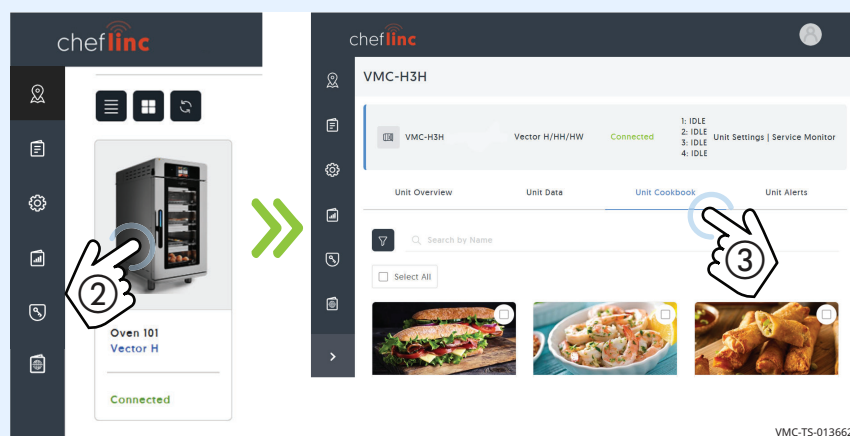 cheflinc
2
Oven 101
Vector H
Connected
cheflinc
VMC-H3H
VMC-H3H
Vector H/HH/HW
Connected
1: IDLE
2: IDLE
3: IDLE
4: IDLE
Unit Settings | Service Monitor
Unit Overview
Unit Data
Unit Cookbook
Unit Alerts
3
Search by Name
Select All
VMC-TS-013662